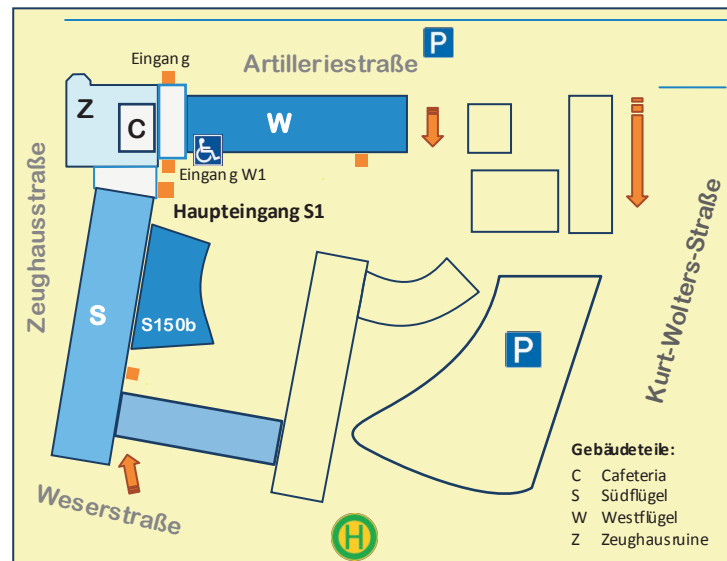 P
Eingang
Artilleriestraße
Z
C
W
Eingang W1
Haupteingang S1
Zeughausstraße
S
S150b
P
Kurt-Wolters-Straße
Weserstraße
H
Gebäudeteile:
C Cafeteria
S Südflügel
W Westflügel
Z Zeughausruine